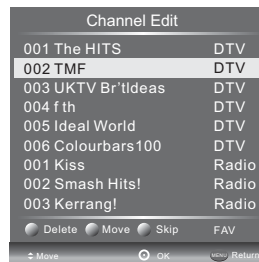 Channel Edit
001 The HITS DTV
002 TMF DTV
003 UKTV Br'tIdeas DTV
004 f th DTV
005 Ideal World DTV
006 Colourbars100 DTV
001 Kiss Radio
002 Smash Hits! Radio
003 Kerrang! Radio
Delete Move Skip FAV
Move OK MENU Return